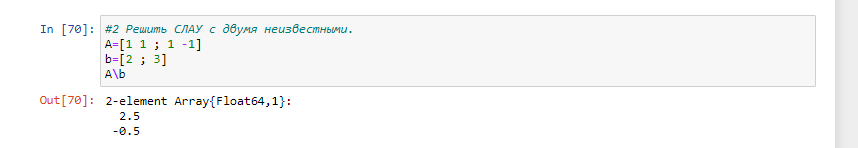 In [70]: #2 Решить СЛАУ с двумя неизвестными.
A=[1 1 ; 1 -1]
b=[2 ; 3]
A\b
Out[70]: 2-element Array{Float64,1}:
2.5
-0.5